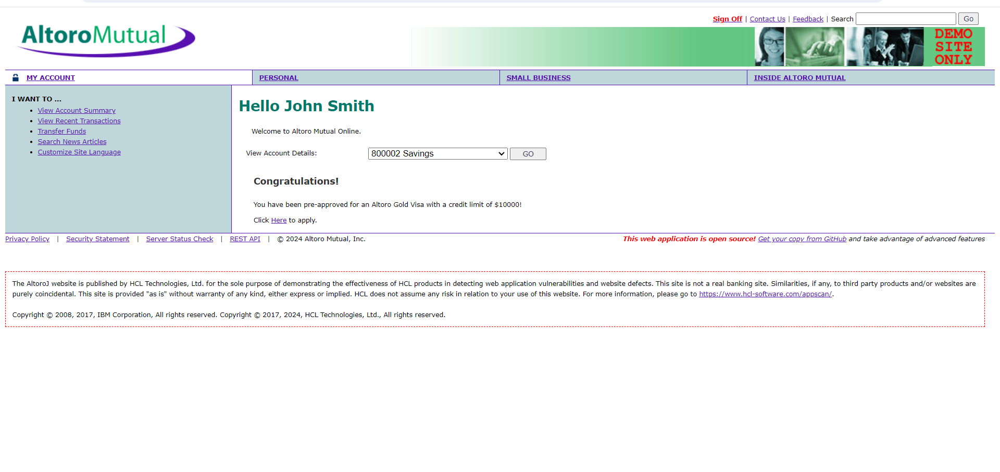 Sign Off | Contact Us | Feedback | Search Go
AltoroMutual
DEMO
SITE
ONLY
MY ACCOUNT PERSONAL SMALL BUSINESS INSIDE ALTORO MUTUAL
I WANT TO ...
• View Account Summary
• View Recent Transactions
• Transfer Funds
• Search News Articles
• Customize Site Language
Hello John Smith
Welcome to Altoro Mutual Online.
View Account Details: 800002 Savings GO
Congratulations!
You have been pre-approved for an Altoro Gold Visa with a credit limit of $10000!
Click Here to apply.
Privacy Policy | Security Statement | Server Status Check | REST API | © 2024 Altoro Mutual, Inc. This web application is open source! Get your copy from GitHub and take advantage of advanced features
The AltoroJ website is published by HCL Technologies, Ltd. for the sole purpose of demonstrating the effectiveness of HCL products in detecting web application vulnerabilities and website defects. This site is not a real banking site. Similarities, if any, to third party products and/or websites are
purely coincidental. This site is provided "as is" without warranty of any kind, either express or implied. HCL does not assume any risk in relation to your use of this website. For more information, please go to https://www.hcl-software.com/appscan/.
Copyright © 2008, 2017, IBM Corporation, All rights reserved. Copyright © 2017, 2024, HCL Technologies, Ltd., All rights reserved.